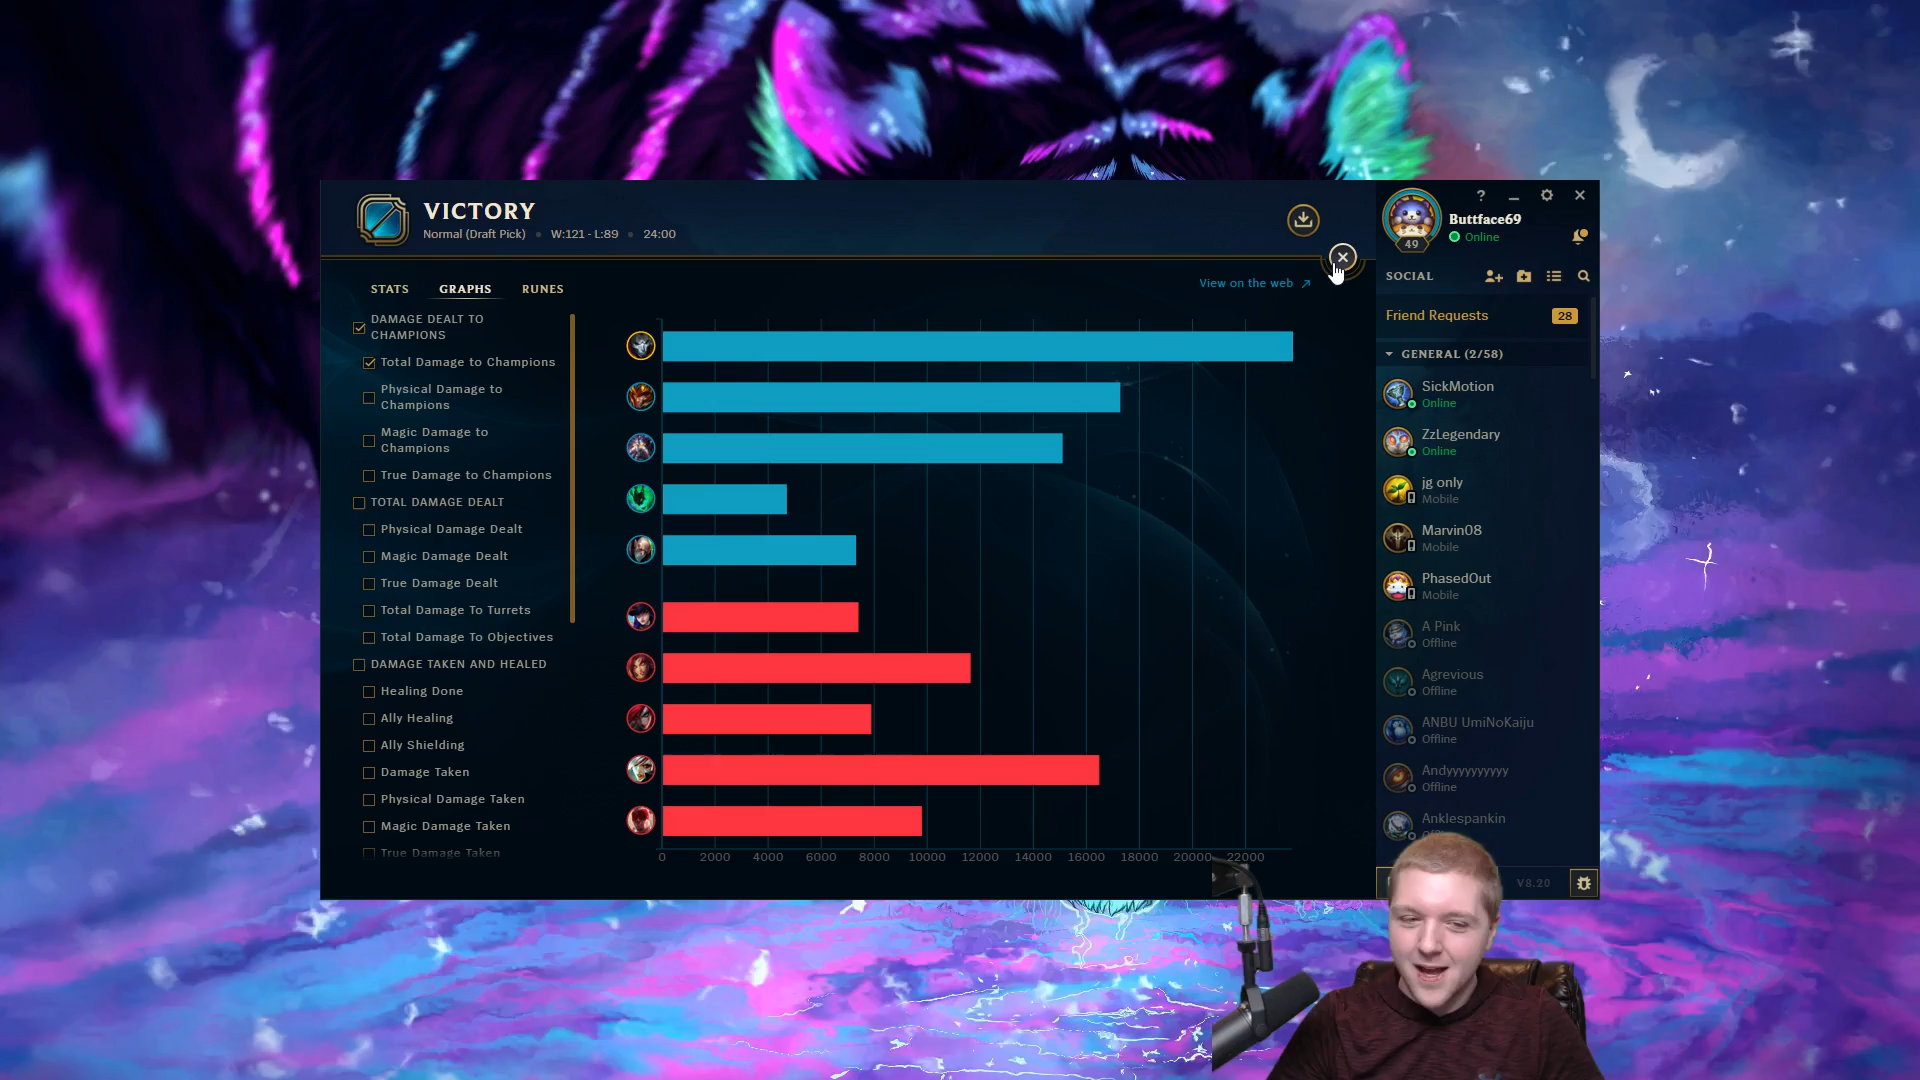 VICTORY
Normal (Draft Pick) • W:121 - L:89 • 24:00
STATS GRAPHS RUNES
View on the web
DAMAGE DEALT TO
CHAMPIONS
Total Damage to Champions
Physical Damage to
Champions
Magic Damage to
Champions
True Damage to Champions
TOTAL DAMAGE DEALT
Physical Damage Dealt
Magic Damage Dealt
True Damage Dealt
Total Damage To Turrets
Total Damage To Objectives
DAMAGE TAKEN AND HEALED
Healing Done
Ally Healing
Ally Shielding
Damage Taken
Physical Damage Taken
Magic Damage Taken
True Damage Taken
0 2000 4000 6000 8000 10000 12000 14000 16000 18000 20000 22000
?
Buttface69
Online
49
SOCIAL
Friend Requests 28
GENERAL (2/58)
SickMotion
Online
ZzLegendary
Online
jg only
Mobile
Marvin08
Mobile
PhasedOut
Mobile
A Pink
Offline
Agrevious
Offline
ANBU UmiNoKaiju
Offline
Andyyyyyyyyyy
Offline
Anklespankin
V8.20